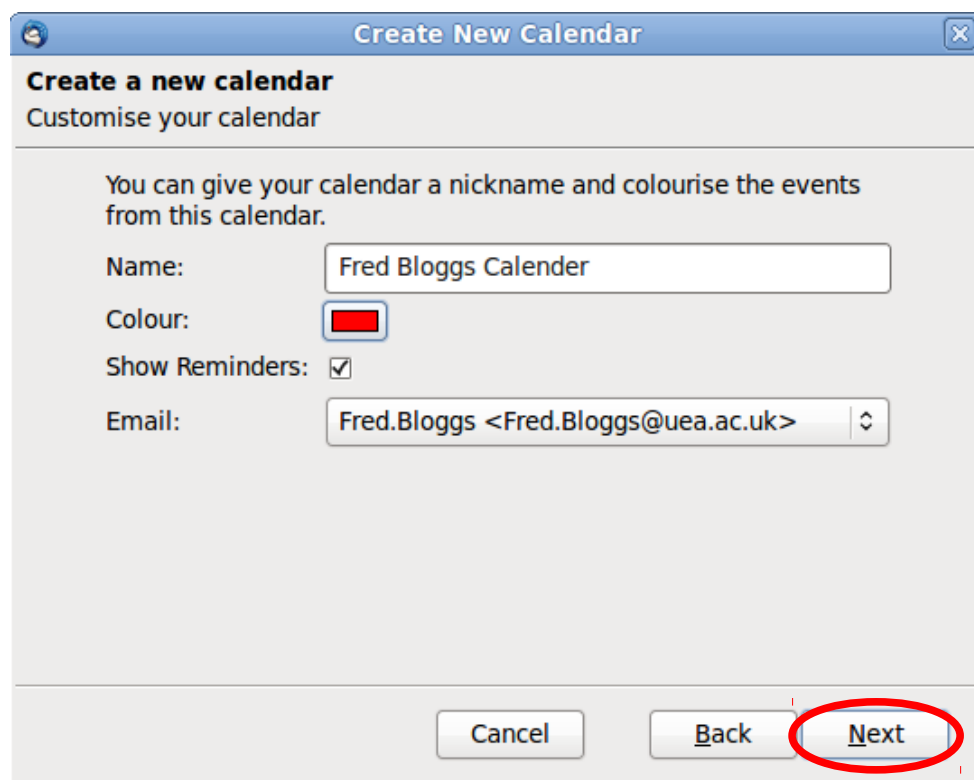 Create New Calendar
Create a new calendar
Customise your calendar
You can give your calendar a nickname and colourise the events
from this calendar.
Name: Fred Bloggs Calender
Colour:
Show Reminders:
Email: Fred.Bloggs <Fred.Bloggs@uea.ac.uk>
Cancel Back Next